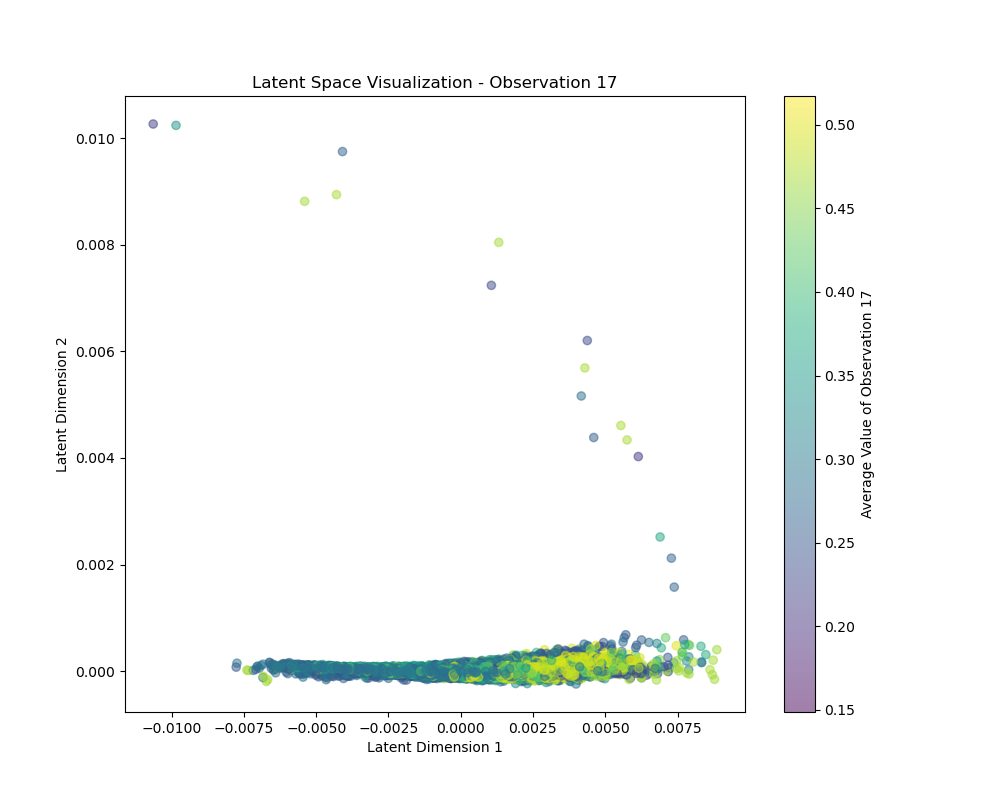 Latent Space Visualization - Observation 17
0.010
0.008
0.006
0.004
0.002
0.000
Latent Dimension 2
−0.0100 −0.0075 −0.0050 −0.0025 0.0000 0.0025 0.0050 0.0075
Latent Dimension 1
0.50
0.45
0.40
0.35
0.30
0.25
0.20
0.15
Average Value of Observation 17